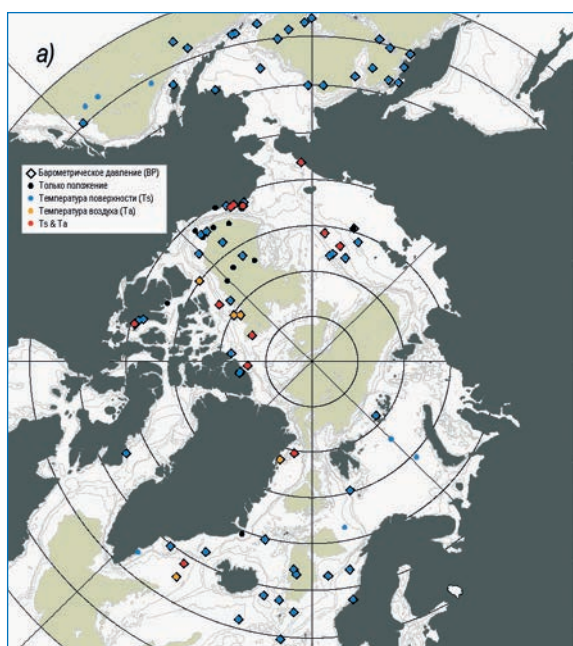 а)
Барометрическое давление (BP)
Только положение
Температура поверхности (Ts)
Температура воздуха (Ta)
Ts & Ta